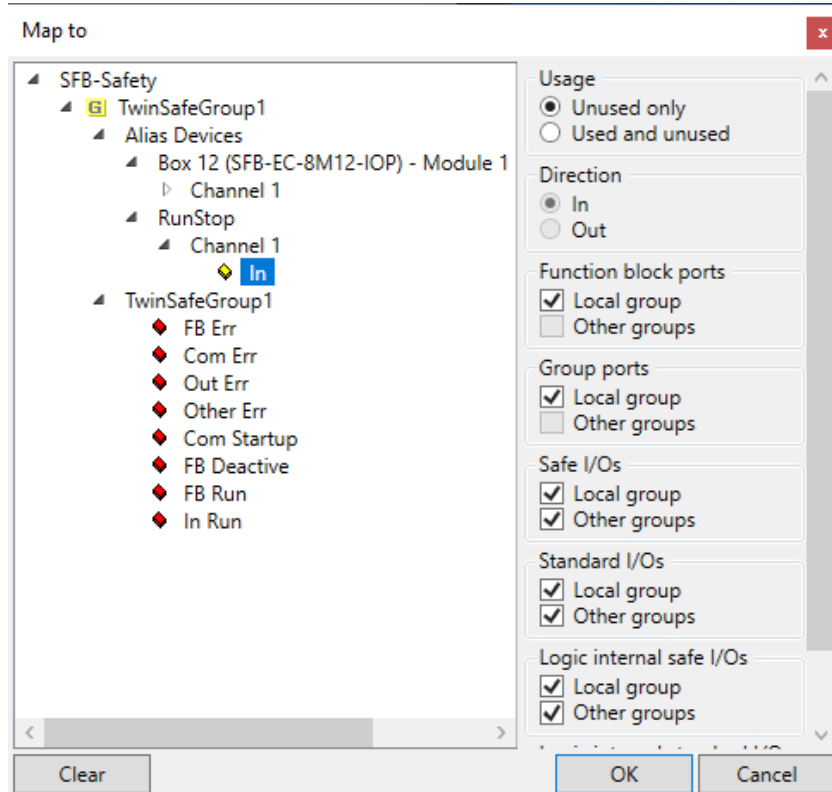 Map to
x
SFB-Safety
G TwinSafeGroup1
Alias Devices
Box 12 (SFB-EC-8M12-IOP) - Module 1
Channel 1
RunStop
Channel 1
In
TwinSafeGroup1
FB Err
Com Err
Out Err
Other Err
Com Startup
FB Deactive
FB Run
In Run
Usage
Unused only
Used and unused
Direction
In
Out
Function block ports
Local group
Other groups
Group ports
Local group
Other groups
Safe I/Os
Local group
Other groups
Standard I/Os
Local group
Other groups
Logic internal safe I/Os
Local group
Other groups
Clear
OK
Cancel